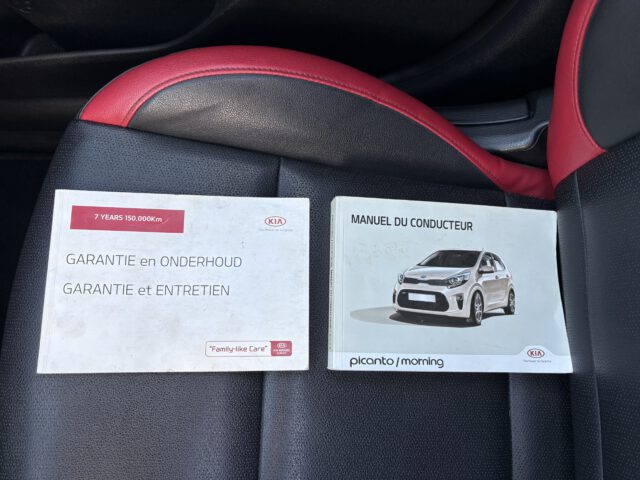 7 YEARS 150.000Km
KIA
GARANTIE en ONDERHOUD
GARANTIE et ENTRETIEN
"Family-like Care"
KIA
MANUEL DU CONDUCTEUR
picanto/morning
KIA